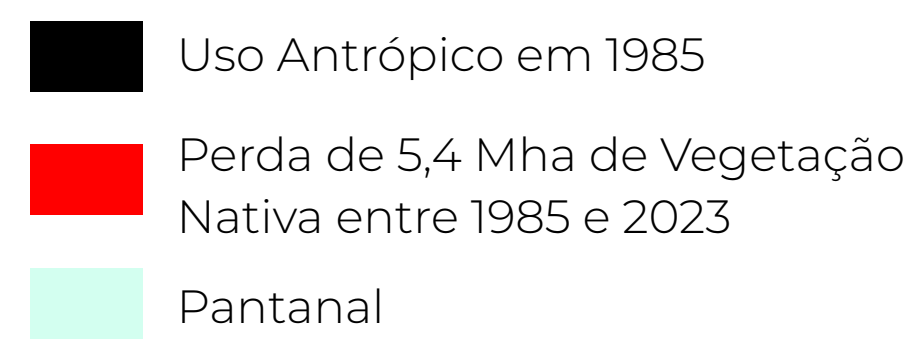 Uso Antrópico em 1985
Perda de 5,4 Mha de Vegetação
Nativa entre 1985 e 2023
Pantanal